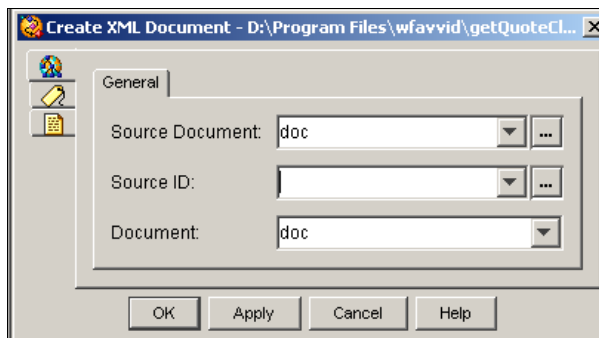 Create XML Document - D:\Program Files\wfavvid\getQuoteCl...
General
Source Document: doc ...
Source ID: ...
Document: doc
OK Apply Cancel Help